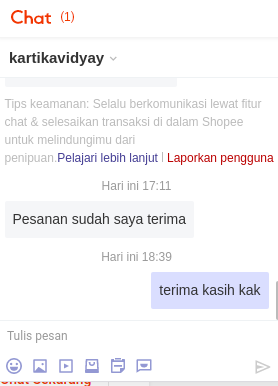 Chat (1)
kartikavidyay
Tips keamanan: Selalu berkomunikasi lewat fitur
chat & selesaikan transaksi di dalam Shopee
untuk melindungimu dari
penipuan.Pelajari lebih lanjut | Laporkan pengguna
Hari ini 17:11
Pesanan sudah saya terima
Hari ini 18:39
terima kasih kak
Tulis pesan
Chat Sekarang